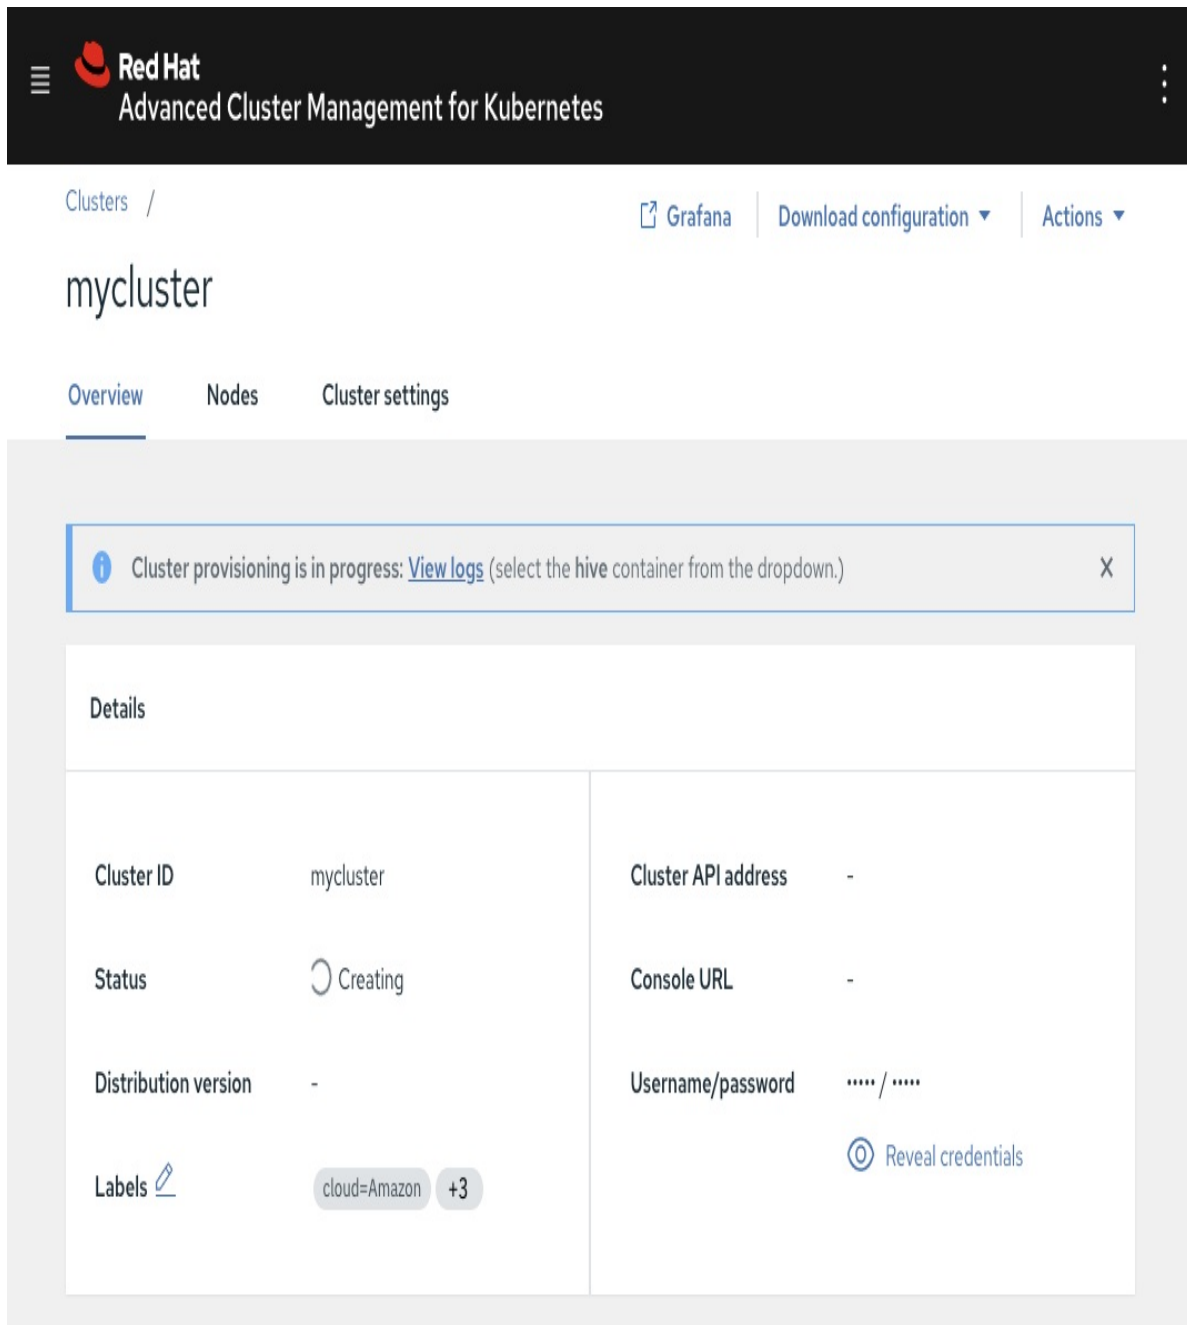 Red Hat
Advanced Cluster Management for Kubernetes
Clusters /
Grafana
Download configuration
Actions
mycluster
Overview Nodes Cluster settings
Cluster provisioning is in progress: View logs (select the hive container from the dropdown.)
Details
Cluster ID mycluster
Status Creating
Distribution version -
Labels cloud=Amazon +3
Cluster API address -
Console URL -
Username/password ····· / ·····
Reveal credentials